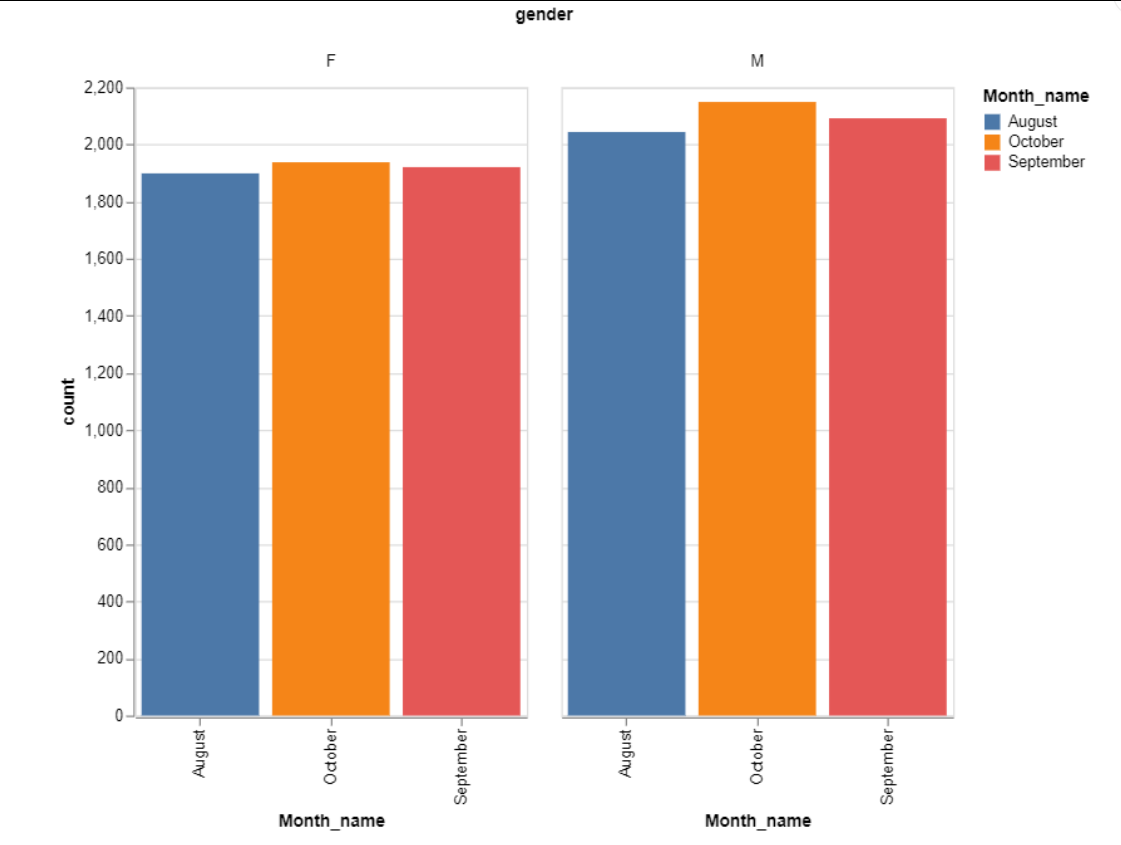 gender
F
M
2,200
2,000
1,800
1,600
1,400
1,200
1,000
800
600
400
200
0
count
August
October
September
Month_name
August
October
September
Month_name
Month_name
August
October
September